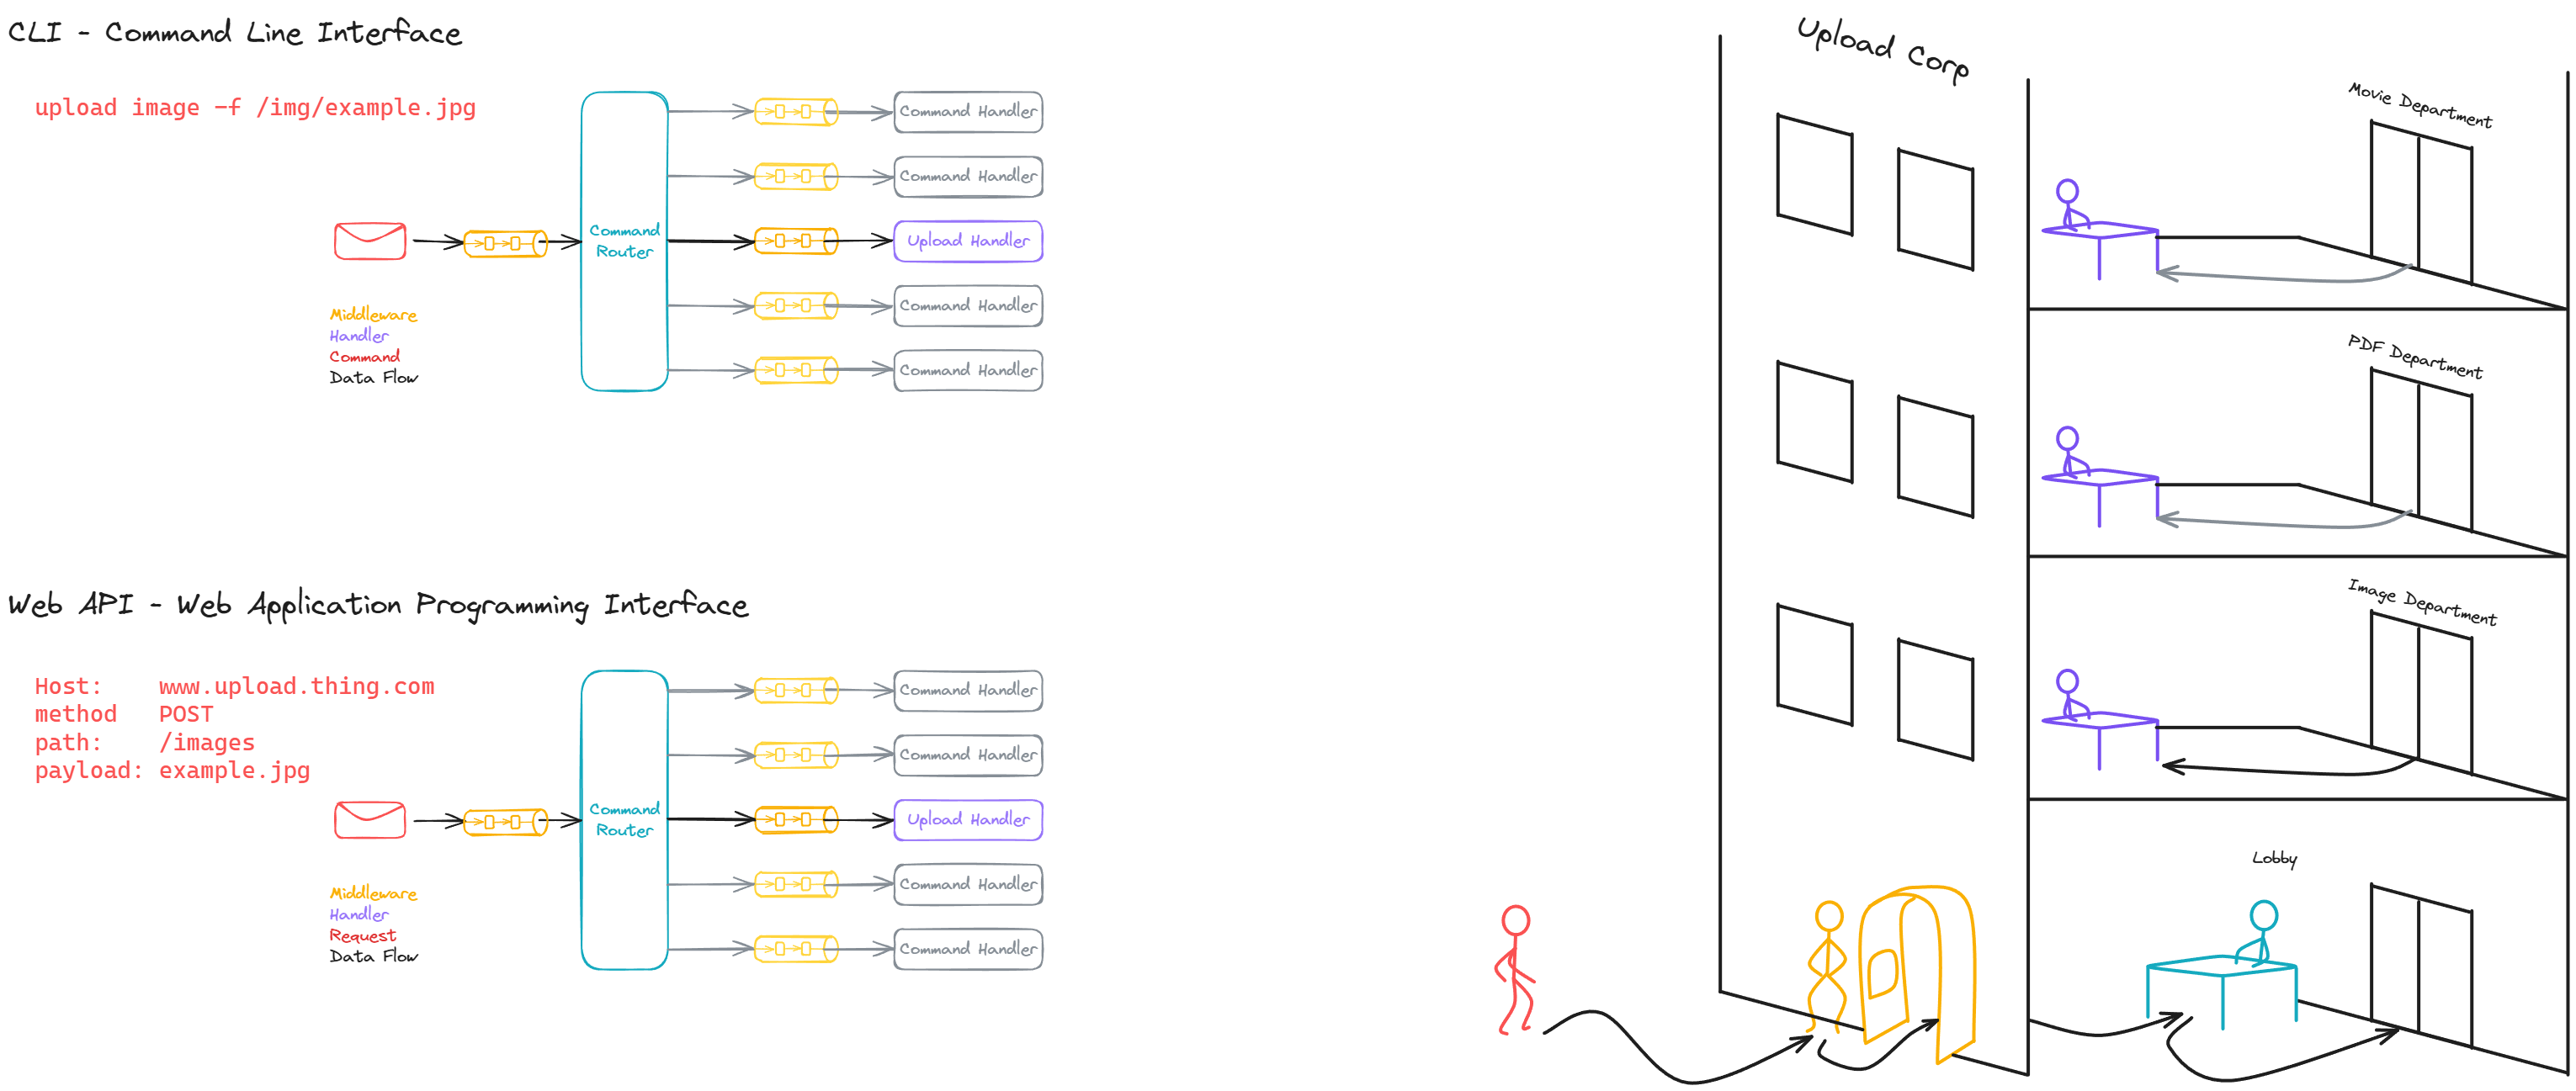 CLI - Command Line Interface
upload image -f /img/example.jpg
Command Handler
Command Handler
Command
Router
Upload Handler
Command Handler
Command Handler
Middleware
Handler
Command
Data Flow
Web API - Web Application Programming Interface
Host: www.upload.thing.com
method POST
path: /images
payload: example.jpg
Command Handler
Command Handler
Command
Router
Upload Handler
Command Handler
Command Handler
Middleware
Handler
Request
Data Flow
Upload Corp
Movie Department
PDF Department
Image Department
Lobby